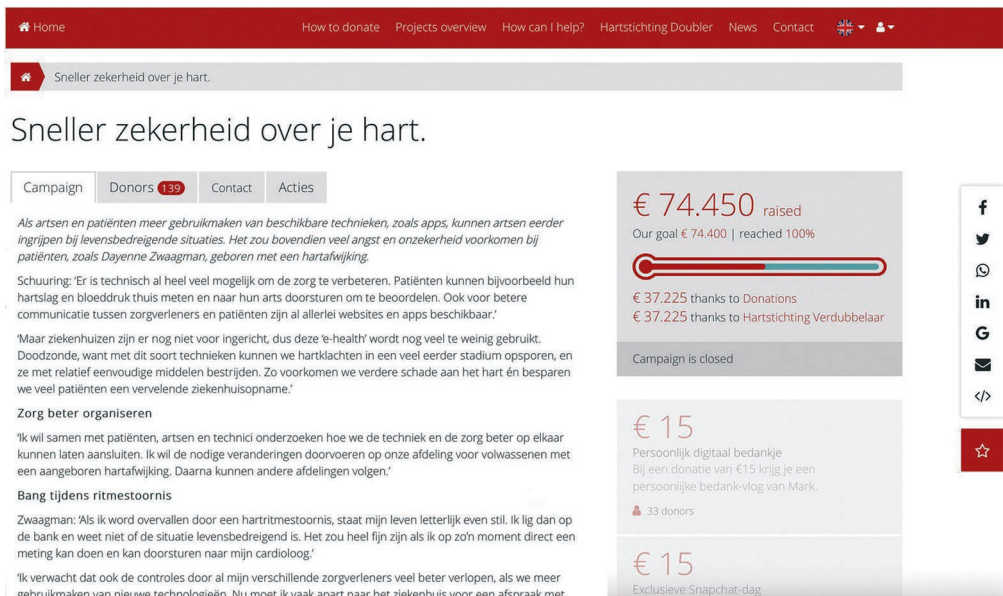 Home
How to donate Projects overview How can I help? Hartstichting Doubler News Contact
Sneller zekerheid over je hart.
Sneller zekerheid over je hart.
Campaign Donors 139 Contact Acties
Als artsen en patiënten meer gebruikmaken van beschikbare technieken, zoals apps, kunnen artsen eerder
ingrijpen bij levensbedreigende situaties. Het zou bovendien veel angst en onzekerheid voorkomen bij
patiënten, zoals Dayenne Zwaagman, geboren met een hartafwijking.
Schuuring: ‘Er is technisch al heel veel mogelijk om de zorg te verbeteren. Patiënten kunnen bijvoorbeeld hun
hartslag en bloeddruk thuis meten en naar hun arts doorsturen om te beoordelen. Ook voor betere
communicatie tussen zorgverleners en patiënten zijn al allerlei websites en apps beschikbaar.’
‘Maar ziekenhuizen zijn er nog niet voor ingericht, dus deze ‘e-health’ wordt nog veel te weinig gebruikt.
Doodzonde, want met dit soort technieken kunnen we hartklachten in een veel eerder stadium opsporen, en
ze met relatief eenvoudige middelen bestrijden. Zo voorkomen we verdere schade aan het hart én besparen
we veel patiënten een vervelende ziekenhuisopname.’
Zorg beter organiseren
‘Ik wil samen met patiënten, artsen en technici onderzoeken hoe we de techniek en de zorg beter op elkaar
kunnen laten aansluiten. Ik wil de nodige veranderingen doorvoeren op onze afdeling voor volwassenen met
een aangeboren hartafwijking. Daarna kunnen andere afdelingen volgen.’
Bang tijdens ritmestoornis
Zwaagman: ‘Als ik word overvallen door een hartritmestoornis, staat mijn leven letterlijk even stil. Ik lig dan op
de bank en weet niet of de situatie levensbedreigend is. Het zou heel fijn zijn als ik op zo’n moment direct een
meting kan doen en kan doorsturen naar mijn cardioloog.’
‘Ik verwacht dat ook de controles door al mijn verschillende zorgverleners veel beter verlopen, als we meer
gebruikmaken van nieuwe technologieën. Nu moet ik vaak apart naar het ziekenhuis voor een afspraak met
€ 74.450 raised
Our goal € 74.400 | reached 100%
€ 37.225 thanks to Donations
€ 37.225 thanks to Hartstichting Verdubbelaar
Campaign is closed
€ 15
Persoonlijk digitaal bedankje
Bij een donatie van €15 krijg je een
persoonlijke bedank-vlog van Mark.
33 donors
€ 15
Exclusieve Snapchat-dag
f
in
G
</>